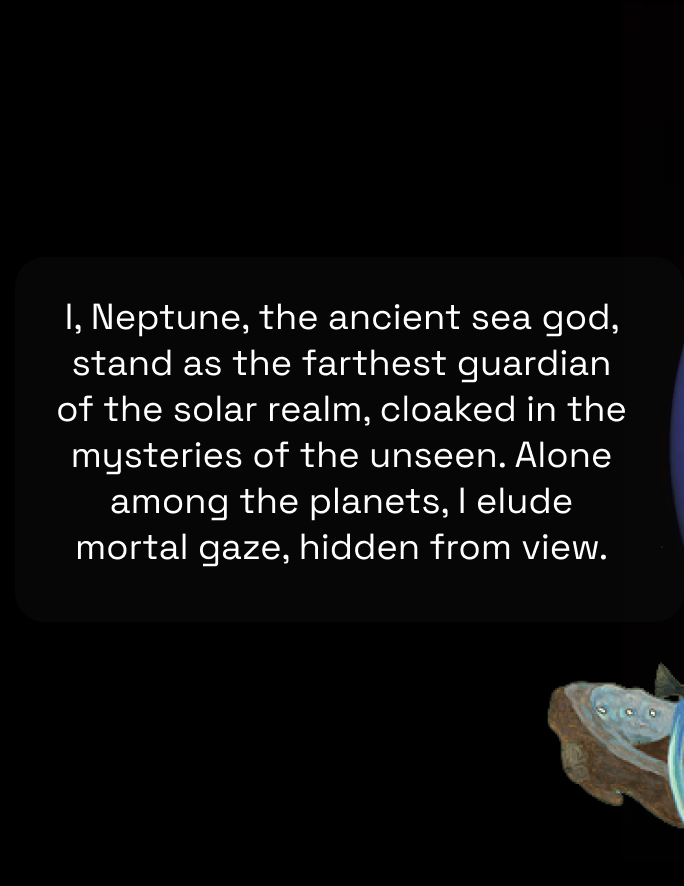 I, Neptune, the ancient sea god,
stand as the farthest guardian
of the solar realm, cloaked in the
mysteries of the unseen. Alone
among the planets, I elude
mortal gaze, hidden from view.